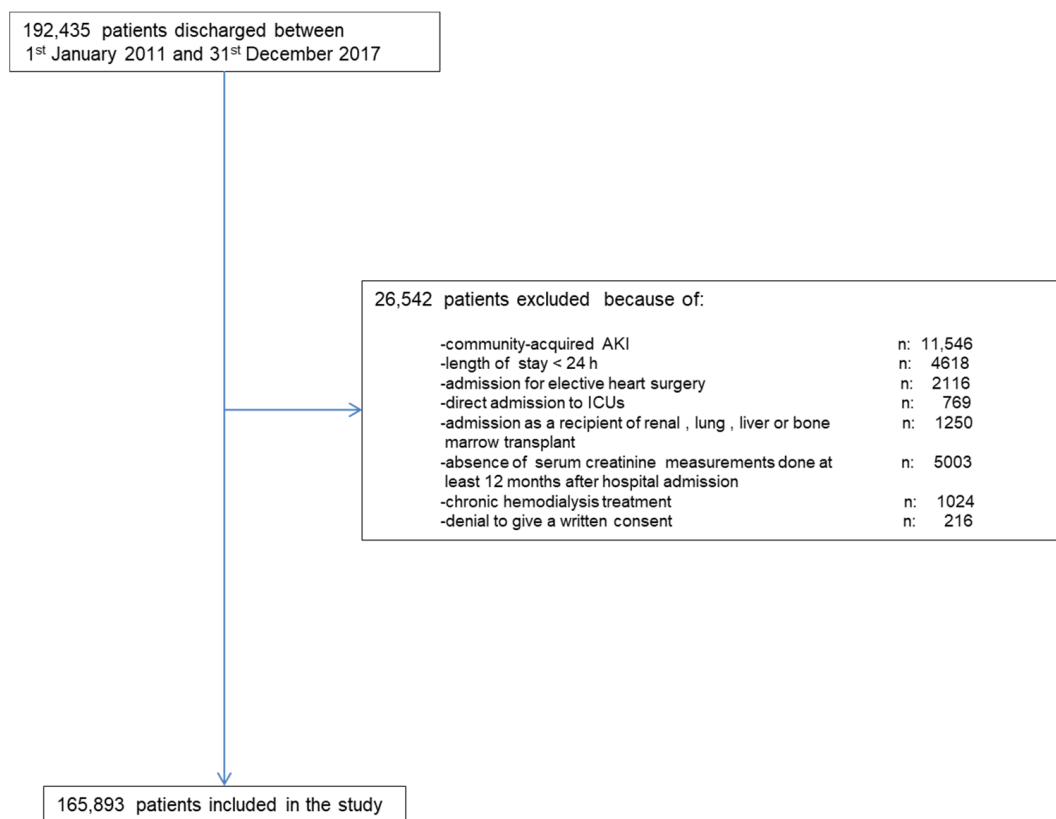 192,435 patients discharged between
1st January 2011 and 31st December 2017
26,542 patients excluded because of:
-community-acquired AKI n: 11,546
-length of stay < 24 h n: 4618
-admission for elective heart surgery n: 2116
-direct admission to ICUs n: 769
-admission as a recipient of renal , lung , liver or bone n: 1250
marrow transplant
-absence of serum creatinine measurements done at n: 5003
least 12 months after hospital admission
-chronic hemodialysis treatment n: 1024
-denial to give a written consent n: 216
165,893 patients included in the study